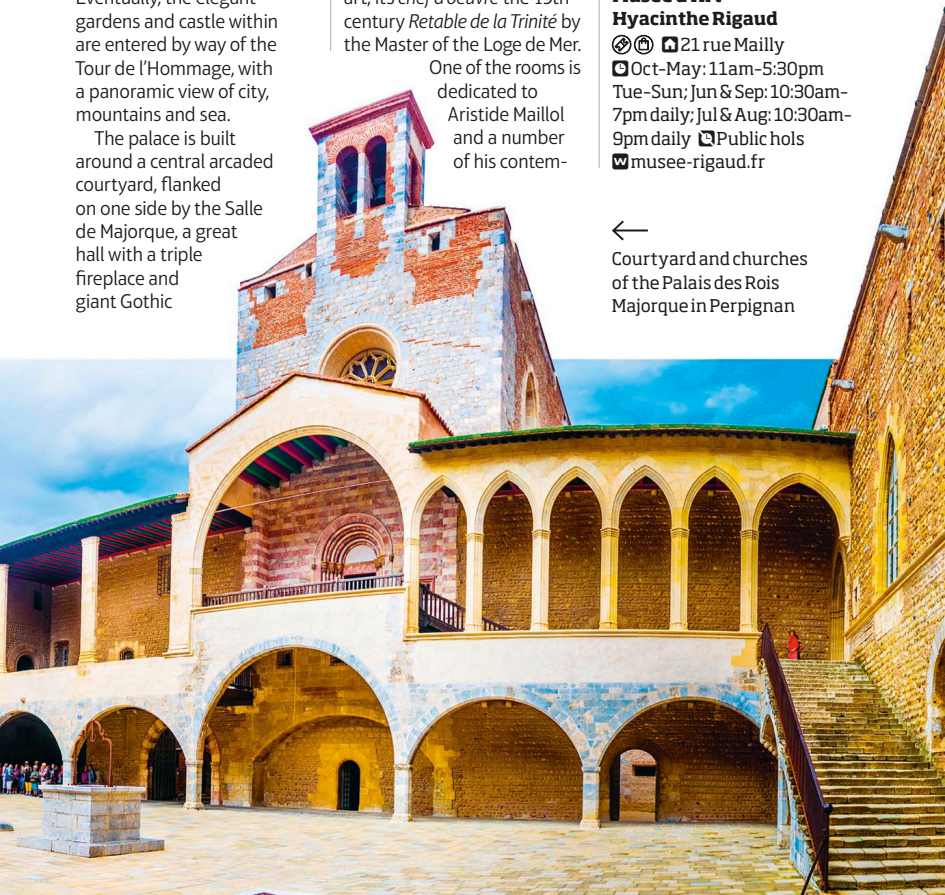 gardens and castle within
are entered by way of the
Tour de l’Hommage, with
a panoramic view of city,
mountains and sea.
The palace is built
around a central arcaded
courtyard, flanked
on one side by the Salle
de Majorque, a great
hall with a triple
fireplace and
giant Gothic
century Retable de la Trinité by
the Master of the Loge de Mer.
One of the rooms is
dedicated to
Aristide Maillol
and a number
of his contem-
Hyacinthe Rigaud
21 rue Mailly
Oct–May: 11am–5:30pm
Tue–Sun; Jun & Sep: 10:30am–
7pm daily; Jul & Aug: 10:30am–
9pm daily Public hols
W musee-rigaud.fr
←
Courtyard and churches
of the Palais des Rois
Majorque in Perpignan